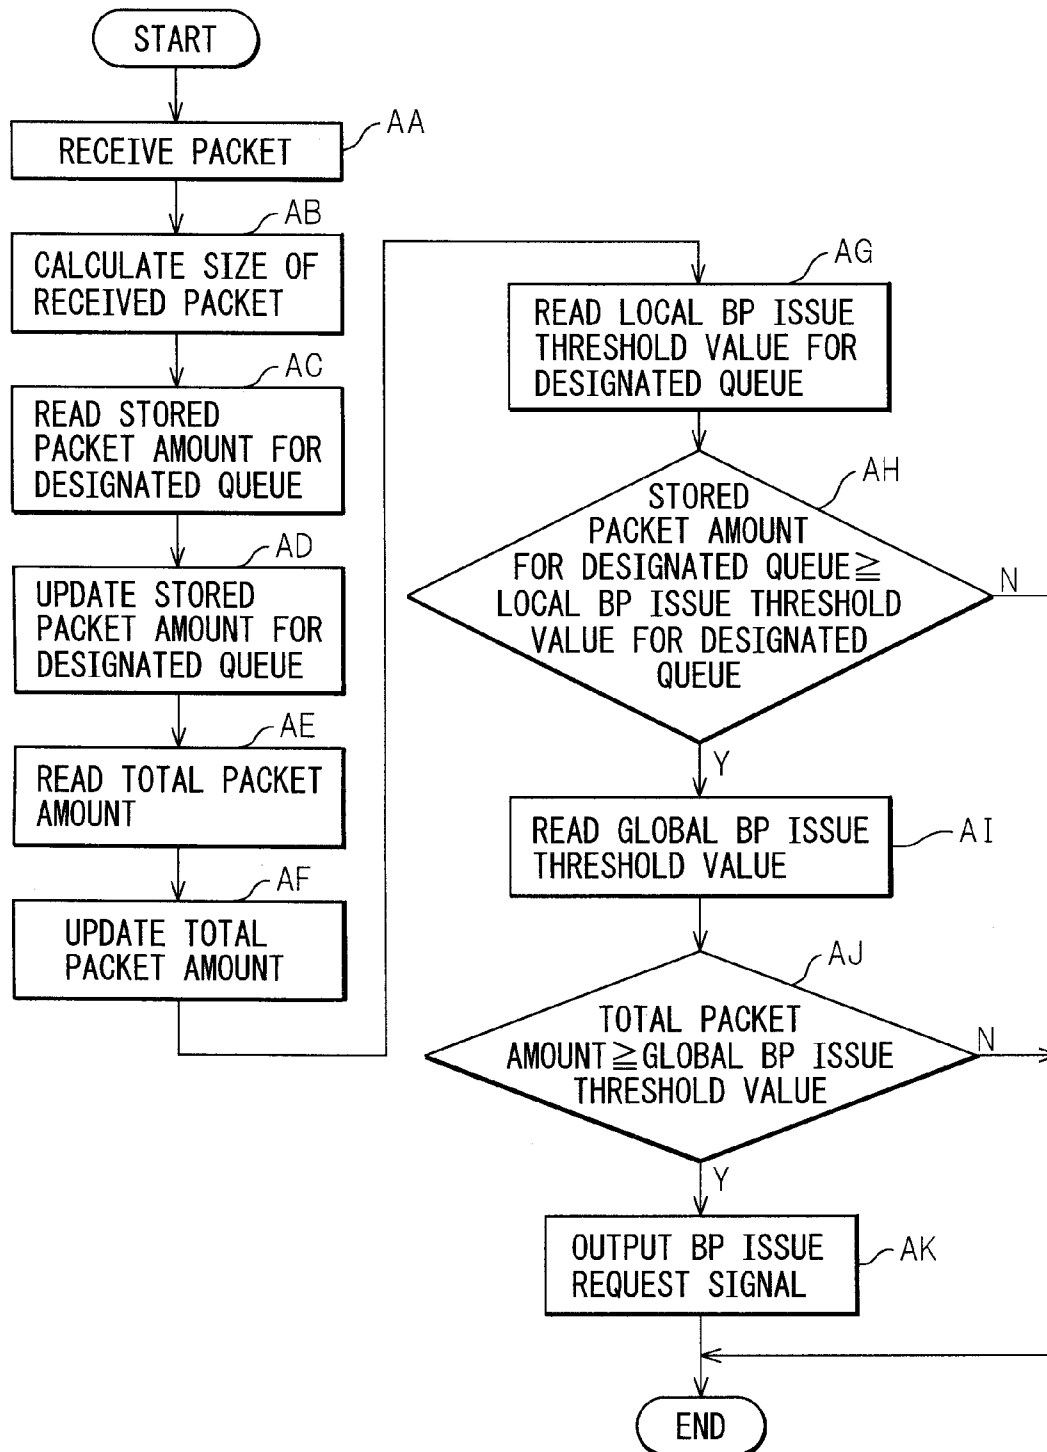 START
AA
RECEIVE PACKET
AB
CALCULATE SIZE OF
RECEIVED PACKET
AC
READ STORED
PACKET AMOUNT FOR
DESIGNATED QUEUE
AD
UPDATE STORED
PACKET AMOUNT FOR
DESIGNATED QUEUE
AE
READ TOTAL PACKET
AMOUNT
AF
UPDATE TOTAL
PACKET AMOUNT
AG
READ LOCAL BP ISSUE
THRESHOLD VALUE FOR
DESIGNATED QUEUE
AH
STORED
PACKET AMOUNT
FOR DESIGNATED QUEUE≧
LOCAL BP ISSUE THRESHOLD
VALUE FOR DESIGNATED
QUEUE
N
Y
READ GLOBAL BP ISSUE
THRESHOLD VALUE
AI
AJ
TOTAL PACKET
AMOUNT≧GLOBAL BP ISSUE
THRESHOLD VALUE
N
Y
OUTPUT BP ISSUE
REQUEST SIGNAL
AK
END